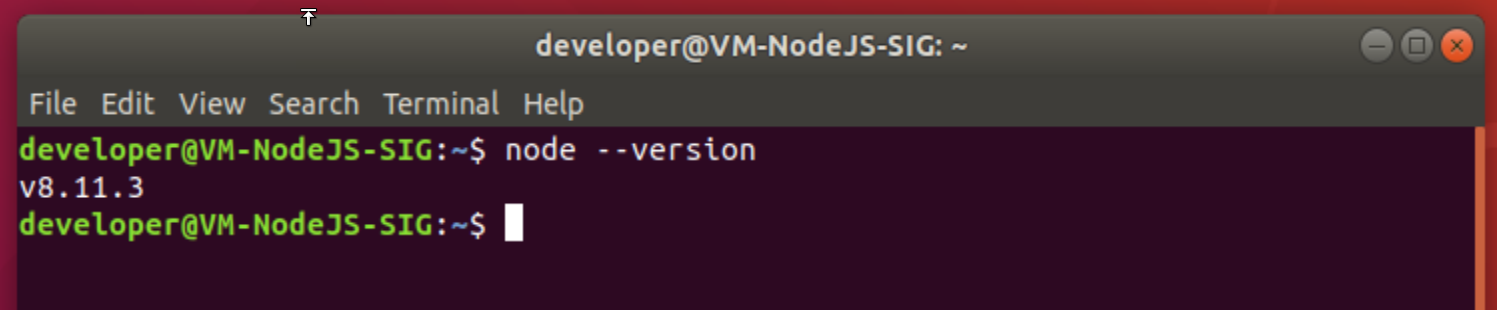 developer@VM-NodeJS-SIG: ~
File Edit View Search Terminal Help
developer@VM-NodeJS-SIG:~$ node --version
v8.11.3
developer@VM-NodeJS-SIG:~$